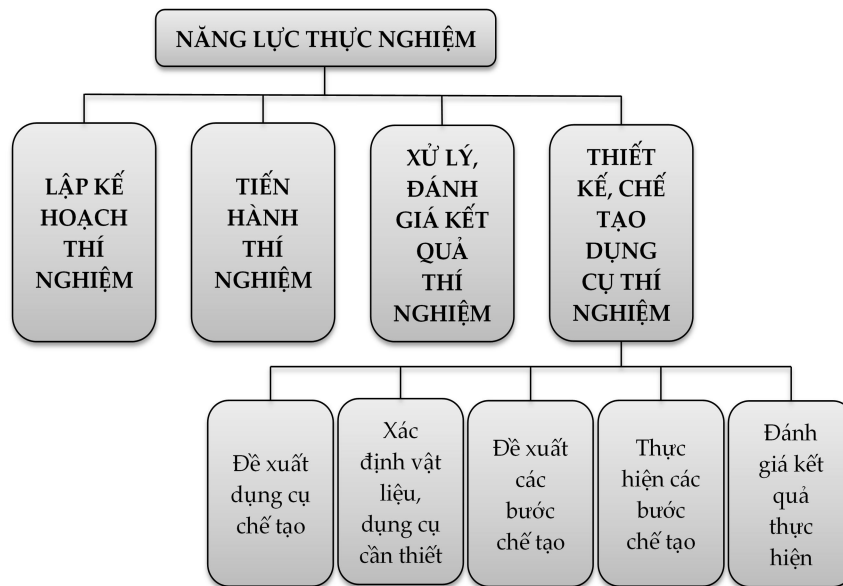 NĂNG LỰC THỰC NGHIỆM
LẬP KẾ
HOẠCH
THÍ
NGHIỆM
TIẾN
HÀNH
THÍ
NGHIỆM
XỬ LÝ,
ĐÁNH
GIÁ KẾT
QUẢ
THÍ
NGHIỆM
THIẾT
KẾ, CHẾ
TẠO
DỤNG
CỤ THÍ
NGHIỆM
Đề xuất
dụng cụ
chế tạo
Xác
định vật
liệu,
dụng cụ
cần thiết
Đề xuất
các
bước
chế tạo
Thực
hiện các
bước
chế tạo
Đánh
giá kết
quả
thực
hiện